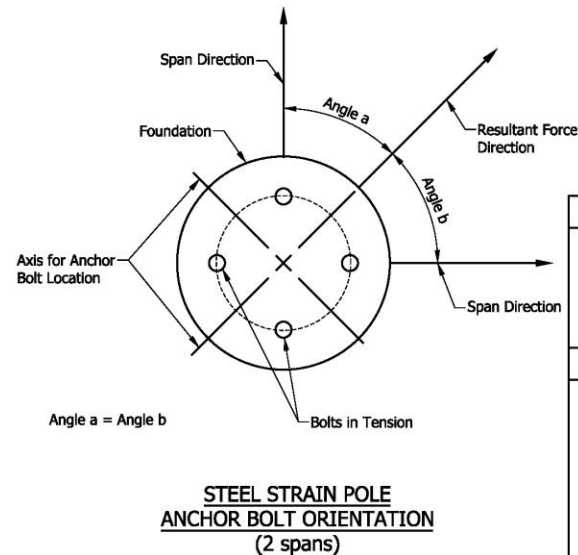 Span Direction
Angle a
Foundation
Resultant Force
Direction
Angle b
Axis for Anchor
Bolt Location
Span Direction
Angle a = Angle b
Bolts in Tension
STEEL STRAIN POLE
ANCHOR BOLT ORIENTATION
(2 spans)